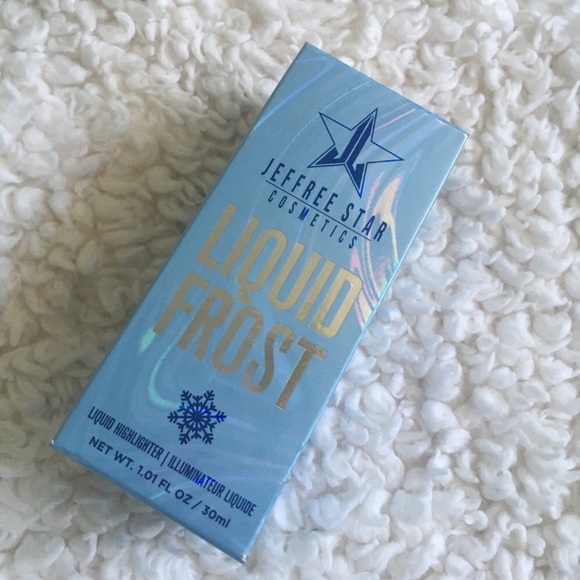 JEFFREE STAR
COSMETICS
LIQUID
FROST
LIQUID HIGHLIGHTER | ILLUMINATEUR LIQUIDE
NET WT. 1.01 FL OZ / 30ml